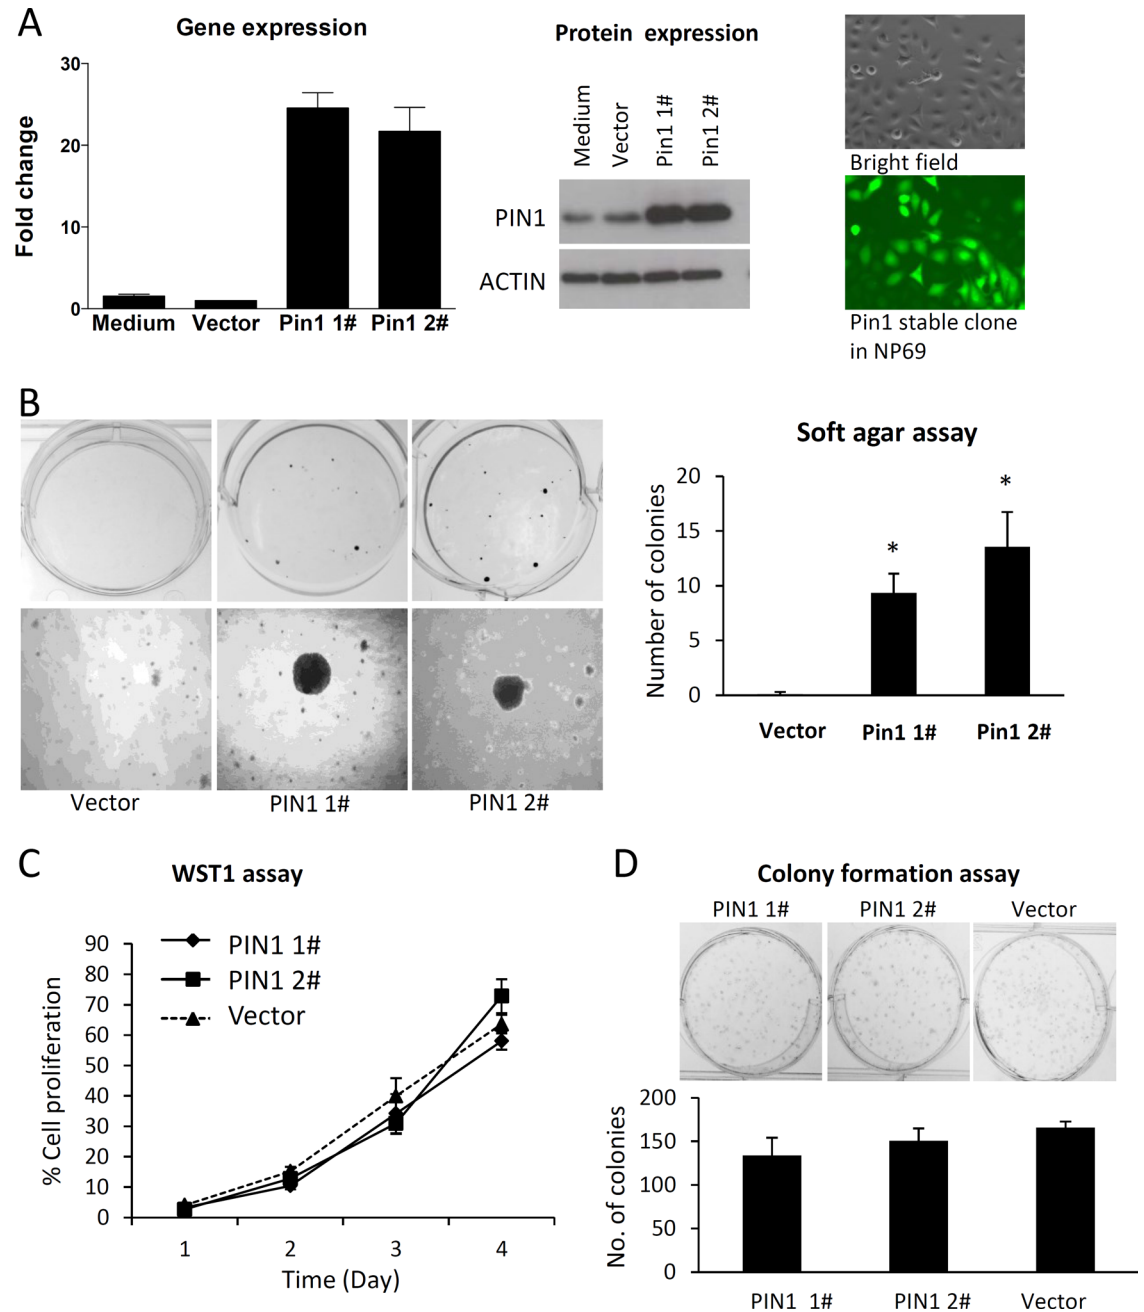 A
Gene expression
Fold change
30
20
10
0
Medium Vector Pin1 1# Pin1 2#
Protein expression
Medium
Vector
Pin1 1#
Pin1 2#
PIN1
ACTIN
Bright field
Pin1 stable clone
in NP69
B
Vector
PIN1 1#
PIN1 2#
Soft agar assay
Number of colonies
20
15
10
5
0
Vector
Pin1 1#
Pin1 2#
*
*
C
WST1 assay
% Cell proliferation
90
80
70
60
50
40
30
20
10
0
PIN1 1#
PIN1 2#
Vector
1 2 3 4
Time (Day)
D
Colony formation assay
PIN1 1# PIN1 2# Vector
No. of colonies
200
150
100
50
0
PIN1 1# PIN1 2# Vector